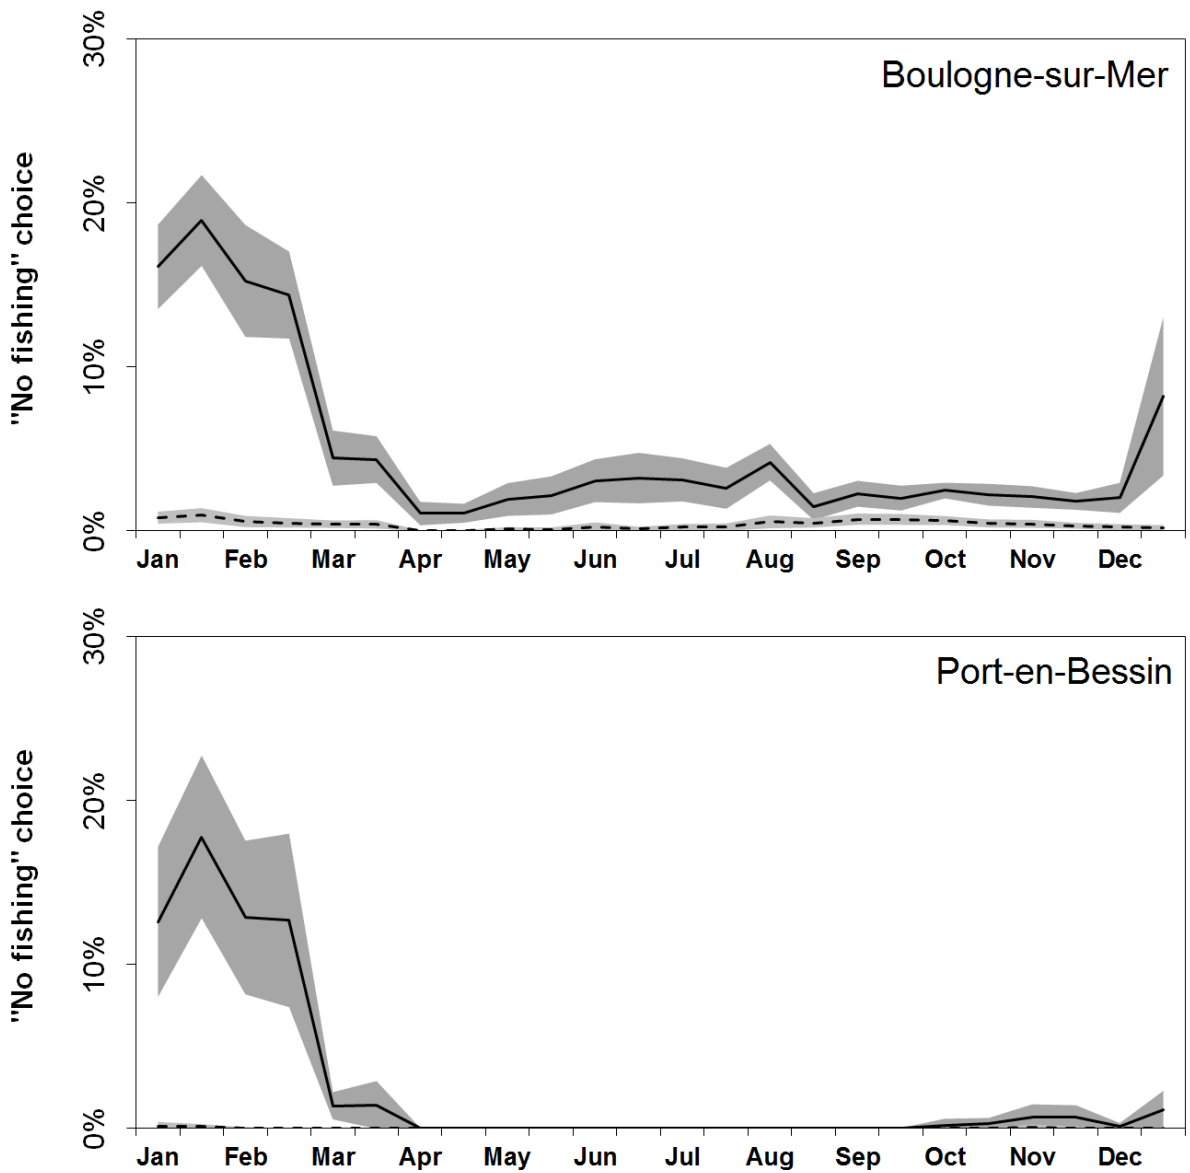 Boulogne-sur-Mer
"No fishing" choice
30%
20%
10%
0%
Jan Feb Mar Apr May Jun Jul Aug Sep Oct Nov Dec
Port-en-Bessin
"No fishing" choice
30%
20%
10%
0%
Jan Feb Mar Apr May Jun Jul Aug Sep Oct Nov Dec